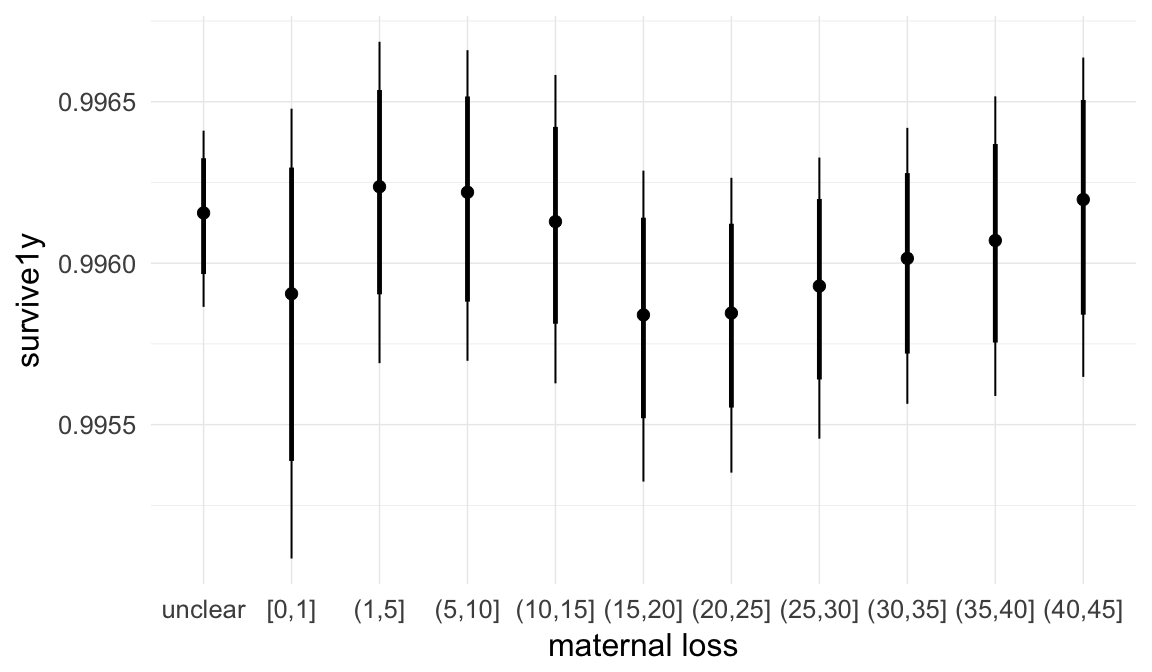 survive1y
0.9965
0.9960
0.9955
unclear [0,1] (1,5] (5,10] (10,15] (15,20] (20,25] (25,30] (30,35] (35,40] (40,45]
maternal loss